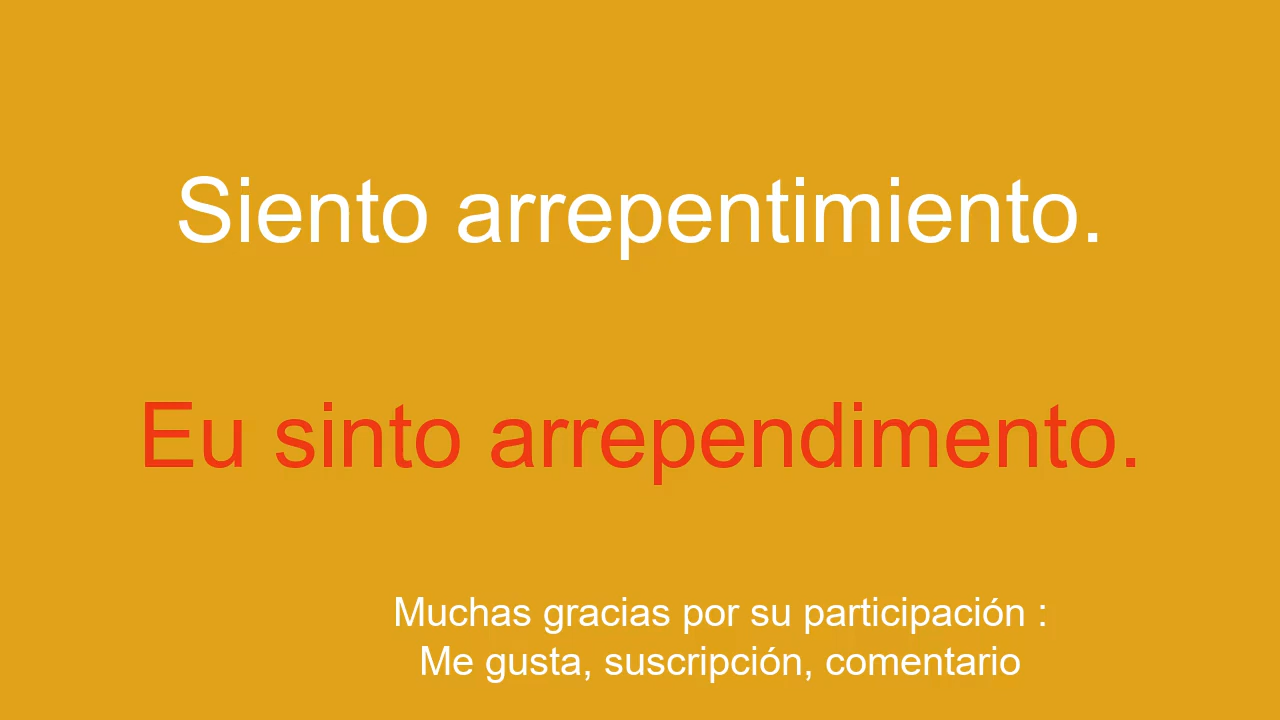 Siento arrepentimiento.
Eu sinto arrependimento.
Muchas gracias por su participación :
Me gusta, suscripción, comentario